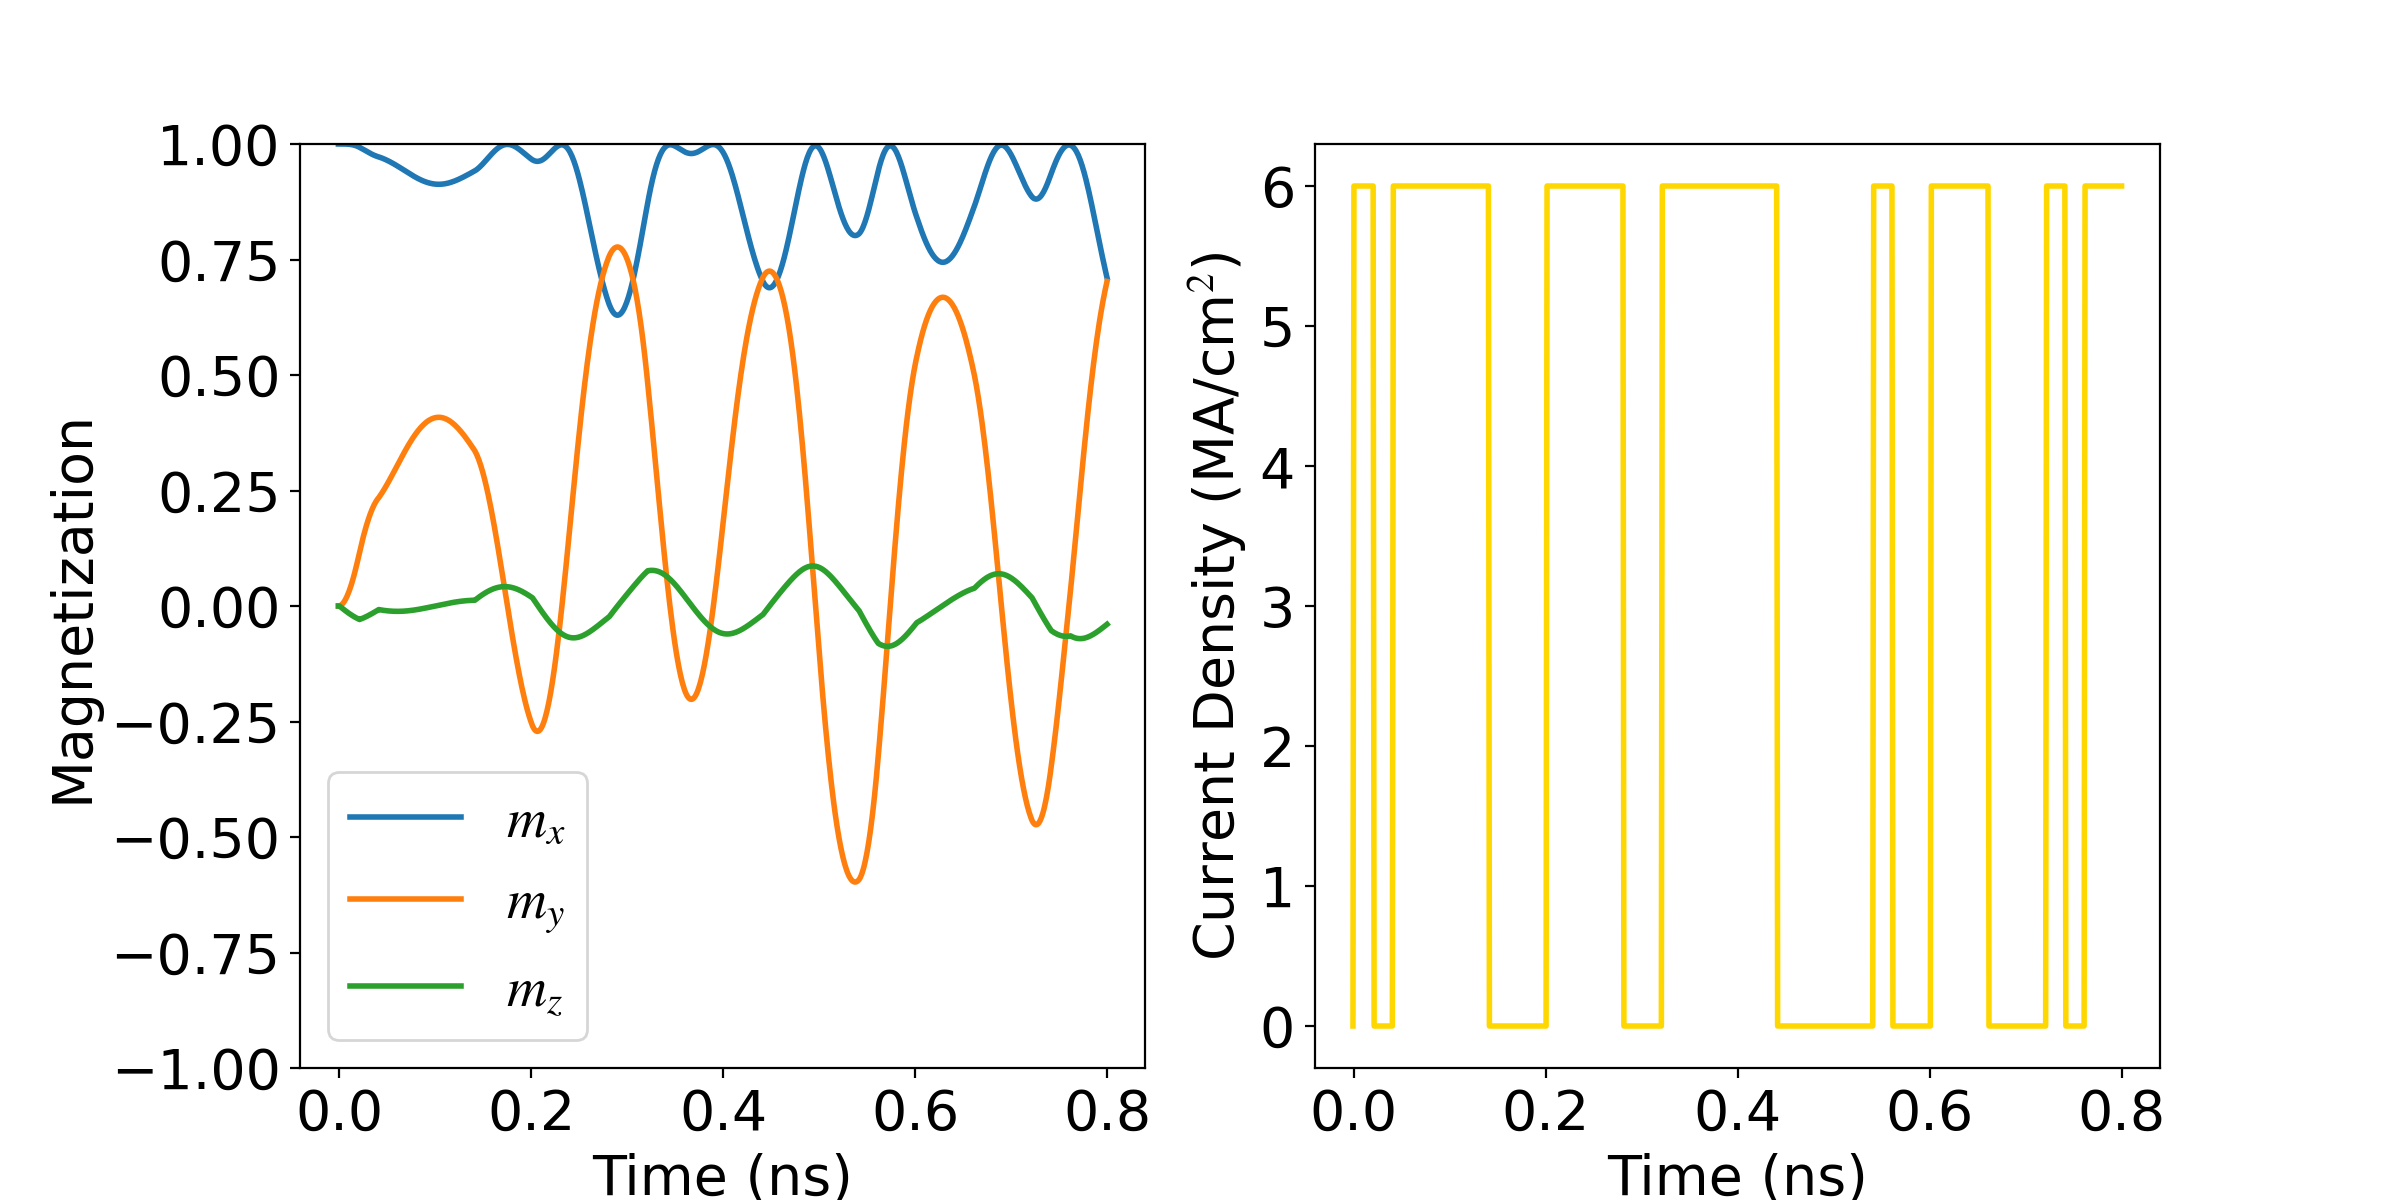 1.00
0.75
0.50
0.25
0.00
−0.25
−0.50
−0.75
−1.00
Magnetization
m_x
m_y
m_z
0.0 0.2 0.4 0.6 0.8
Time (ns)
6
5
4
3
2
1
0
Current Density (MA/cm²)
0.0 0.2 0.4 0.6 0.8
Time (ns)